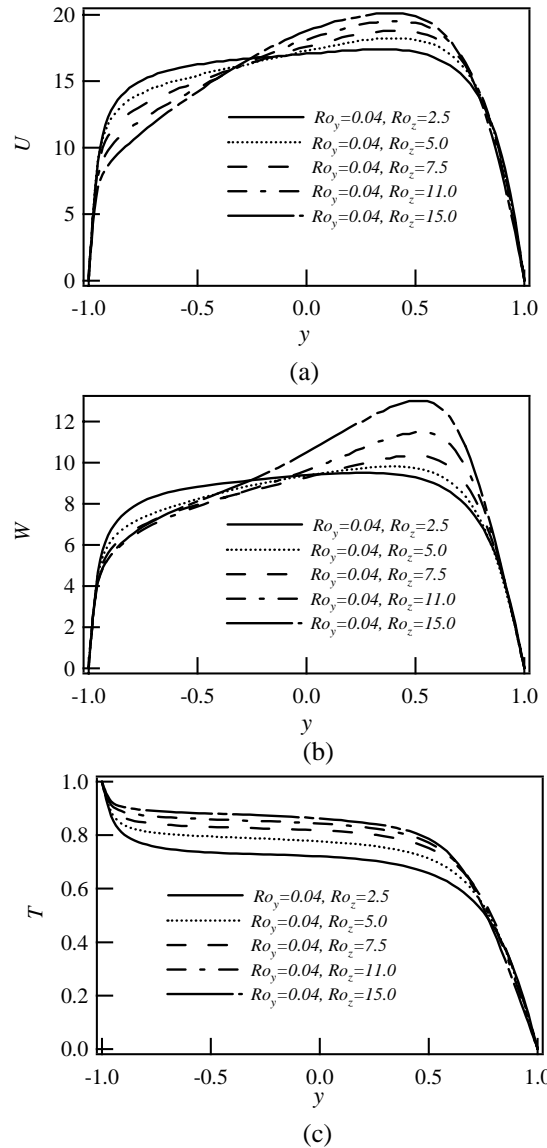 20
15
10
5
0
U
Ro_y=0.04, Ro_z=2.5
Ro_y=0.04, Ro_z=5.0
Ro_y=0.04, Ro_z=7.5
Ro_y=0.04, Ro_z=11.0
Ro_y=0.04, Ro_z=15.0
-1.0 -0.5 0.0 0.5 1.0
y
(a)
12
10
8
6
4
2
0
W
Ro_y=0.04, Ro_z=2.5
Ro_y=0.04, Ro_z=5.0
Ro_y=0.04, Ro_z=7.5
Ro_y=0.04, Ro_z=11.0
Ro_y=0.04, Ro_z=15.0
-1.0 -0.5 0.0 0.5 1.0
y
(b)
1.0
0.8
0.6
0.4
0.2
0.0
T
Ro_y=0.04, Ro_z=2.5
Ro_y=0.04, Ro_z=5.0
Ro_y=0.04, Ro_z=7.5
Ro_y=0.04, Ro_z=11.0
Ro_y=0.04, Ro_z=15.0
-1.0 -0.5 0.0 0.5 1.0
y
(c)